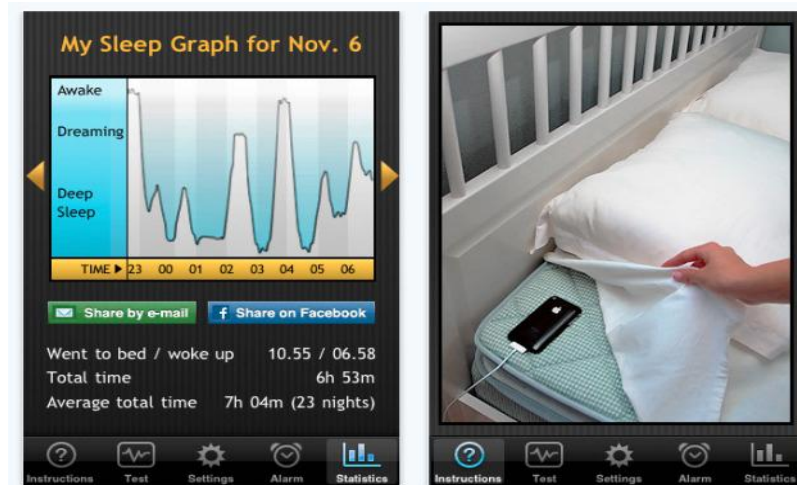 My Sleep Graph for Nov. 6
Awake
Dreaming
Deep
Sleep
TIME 23 00 01 02 03 04 05 06
Share by e-mail f Share on Facebook
Went to bed / woke up 10.55 / 06.58
Total time 6h 53m
Average total time 7h 04m (23 nights)
? Instructions Test Settings Alarm Statistics
? Instructions Test Settings Alarm Statistics